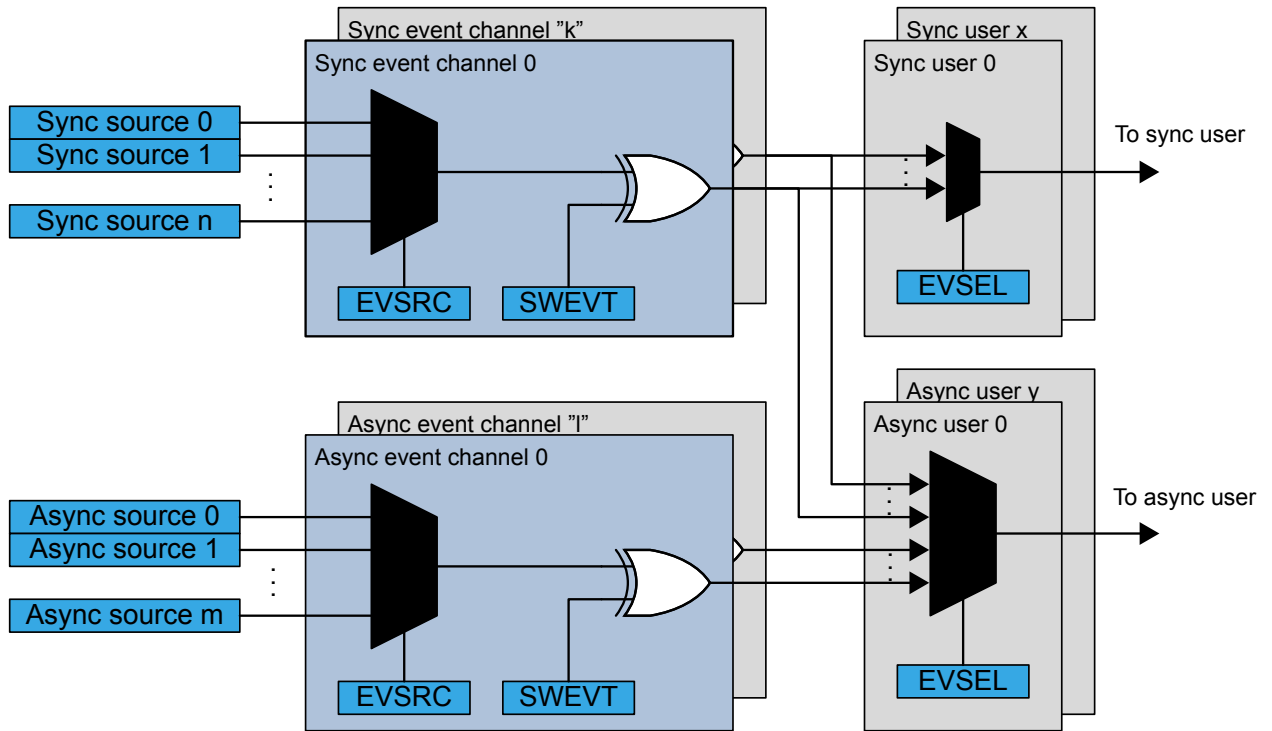 Sync event channel ”k”
Sync event channel 0
Sync source 0
Sync source 1
Sync source n
EVSRC
SWEVT
Sync user x
Sync user 0
EVSEL
To sync user
Async event channel ”l”
Async event channel 0
Async source 0
Async source 1
Async source m
EVSRC
SWEVT
Async user y
Async user 0
EVSEL
To async user